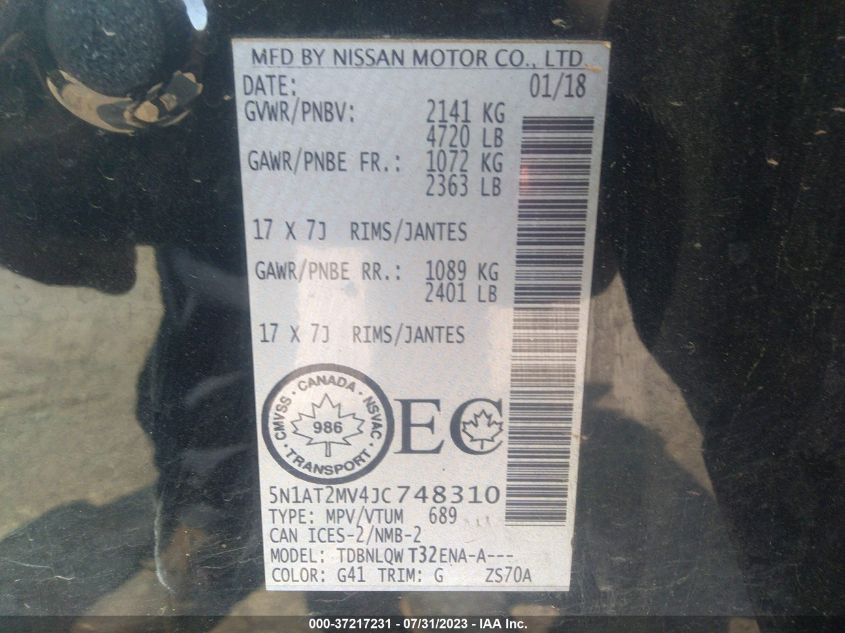 MFD BY NISSAN MOTOR CO., LTD
DATE: 01/18
GVWR/PNBV: 2141 KG
4720 LB
GAWR/PNBE FR.: 1072 KG
2363 LB
17 X 7J RIMS/JANTES
GAWR/PNBE RR.: 1089 KG
2401 LB
17 X 7J RIMS/JANTES
CMVSS · CANADA · NSVAC
986
· TRANSPORT ·
EC
5N1AT2MV4JC748310
TYPE: MPV/VTUM 689
CAN ICES-2/NMB-2
MODEL: TDBNLQW T32ENA-A---
COLOR: G41 TRIM: G ZS70A
000-37217231 - 07/31/2023 - IAA Inc.